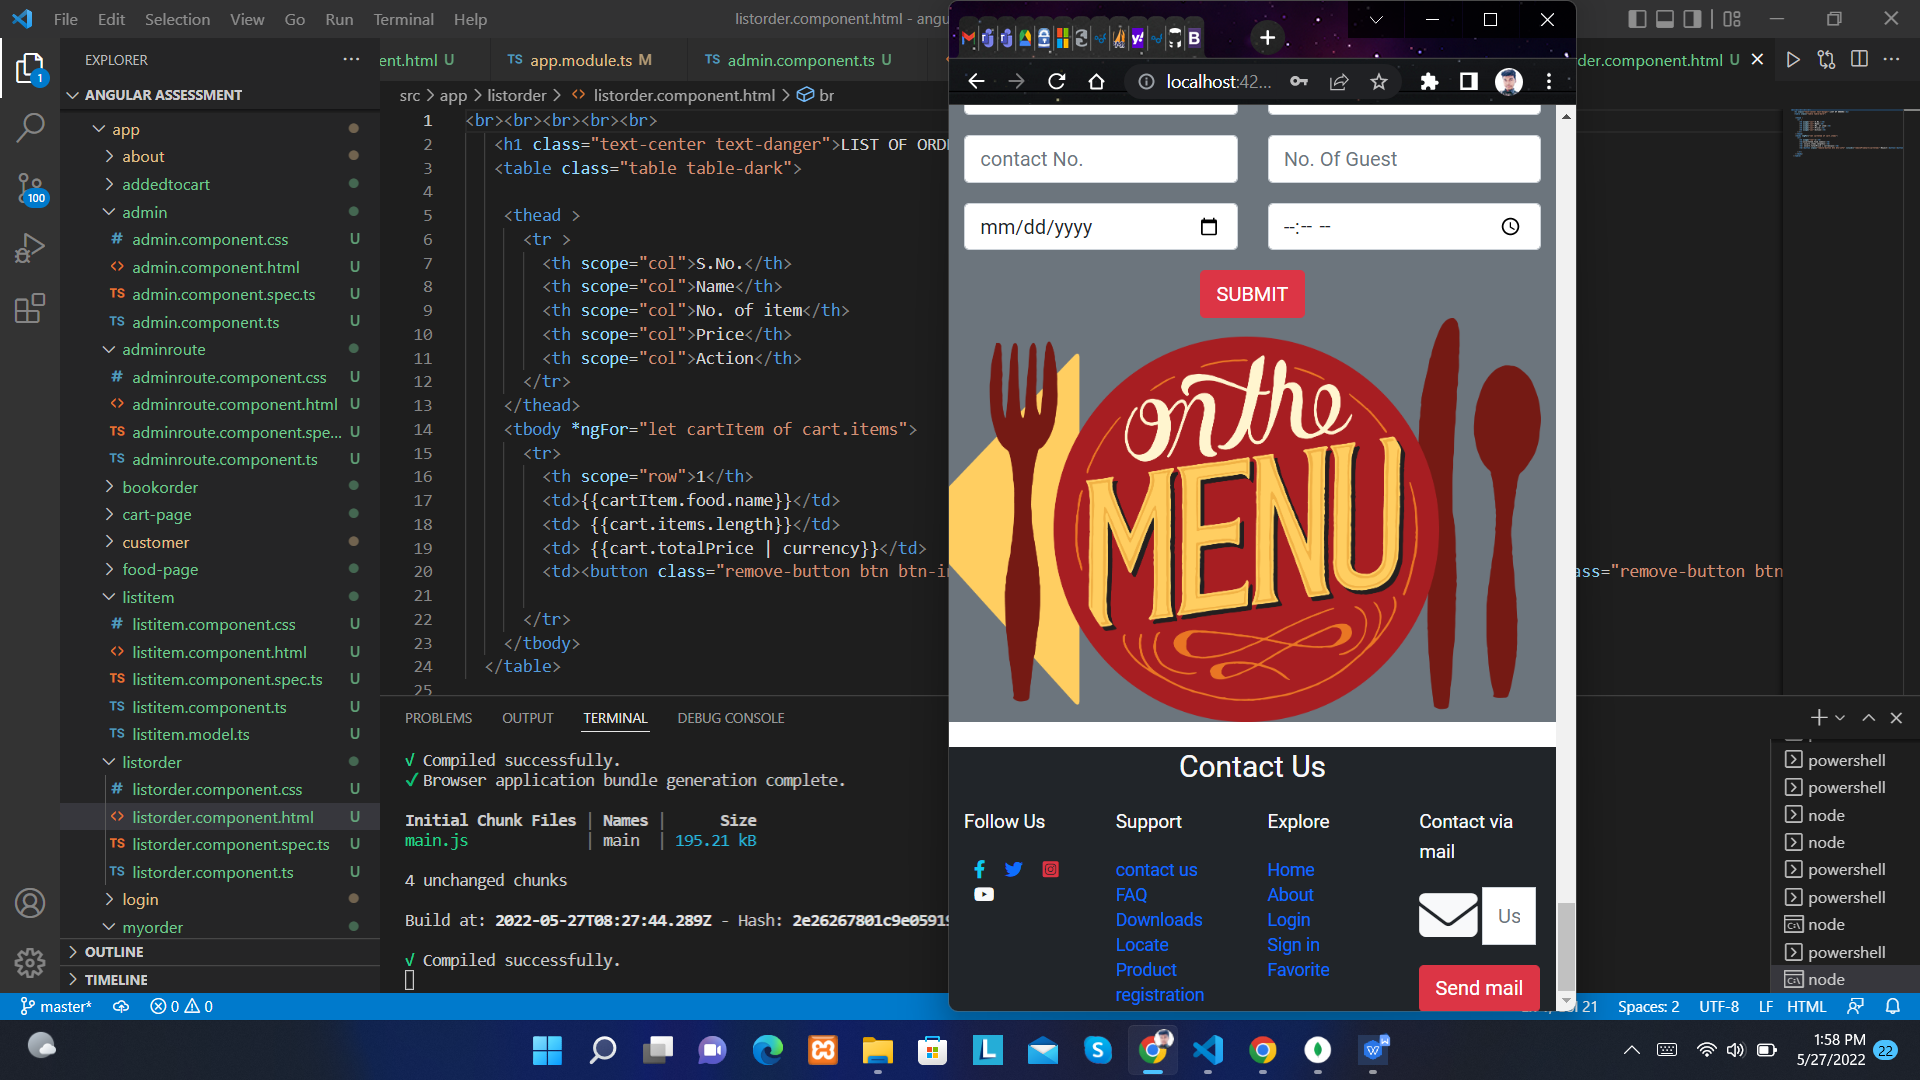 File Edit Selection View Go Run Terminal Help
listorder.component.html - angu
EXPLORER
ANGULAR ASSESSMENT
app
about
addedtocart
admin
admin.component.css U
admin.component.html U
admin.component.spec.ts U
admin.component.ts U
adminroute
adminroute.component.css U
adminroute.component.html U
adminroute.component.spe... U
adminroute.component.ts U
bookorder
cart-page
customer
food-page
listitem
listitem.component.css U
listitem.component.html U
listitem.component.spec.ts U
listitem.component.ts U
listitem.model.ts U
listorder
listorder.component.css U
listorder.component.html U
listorder.component.spec.ts U
listorder.component.ts U
login
myorder
OUTLINE
TIMELINE
1
100
ent.html U
TS app.module.ts M
TS admin.component.ts U
der.component.html U
src > app > listorder > listorder.component.html > br
1 <br><br><br><br><br>
2 <h1 class="text-center text-danger">LIST OF ORDE
3 <table class="table table-dark">
4
5 <thead >
6 <tr >
7 <th scope="col">S.No.</th>
8 <th scope="col">Name</th>
9 <th scope="col">No. of item</th>
10 <th scope="col">Price</th>
11 <th scope="col">Action</th>
12 </tr>
13 </thead>
14 <tbody *ngFor="let cartItem of cart.items">
15 <tr>
16 <th scope="row">1</th>
17 <td>{{cartItem.food.name}}</td>
18 <td> {{cart.items.length}}</td>
19 <td> {{cart.totalPrice | currency}}</td>
20 <td><button class="remove-button btn btn-in
ass="remove-button btn
21
22 </tr>
23 </tbody>
24 </table>
25
PROBLEMS OUTPUT TERMINAL DEBUG CONSOLE
√ Compiled successfully.
✓ Browser application bundle generation complete.
Initial Chunk Files | Names | Size
main.js | main | 195.21 kB
4 unchanged chunks
Build at: 2022-05-27T08:27:44.289Z - Hash: 2e26267801c9e0591
√ Compiled successfully.
powershell
powershell
node
node
powershell
powershell
node
powershell
node
localhost:42...
contact No.
No. Of Guest
mm/dd/yyyy
--:-- --
SUBMIT
on the
MENU
Contact Us
Follow Us
Support
contact us
FAQ
Downloads
Locate
Product
registration
Explore
Home
About
Login
Sign in
Favorite
Contact via
mail
Us
Send mail
master* 0 0
21 Spaces: 2 UTF-8 LF HTML
1:58 PM
5/27/2022
22